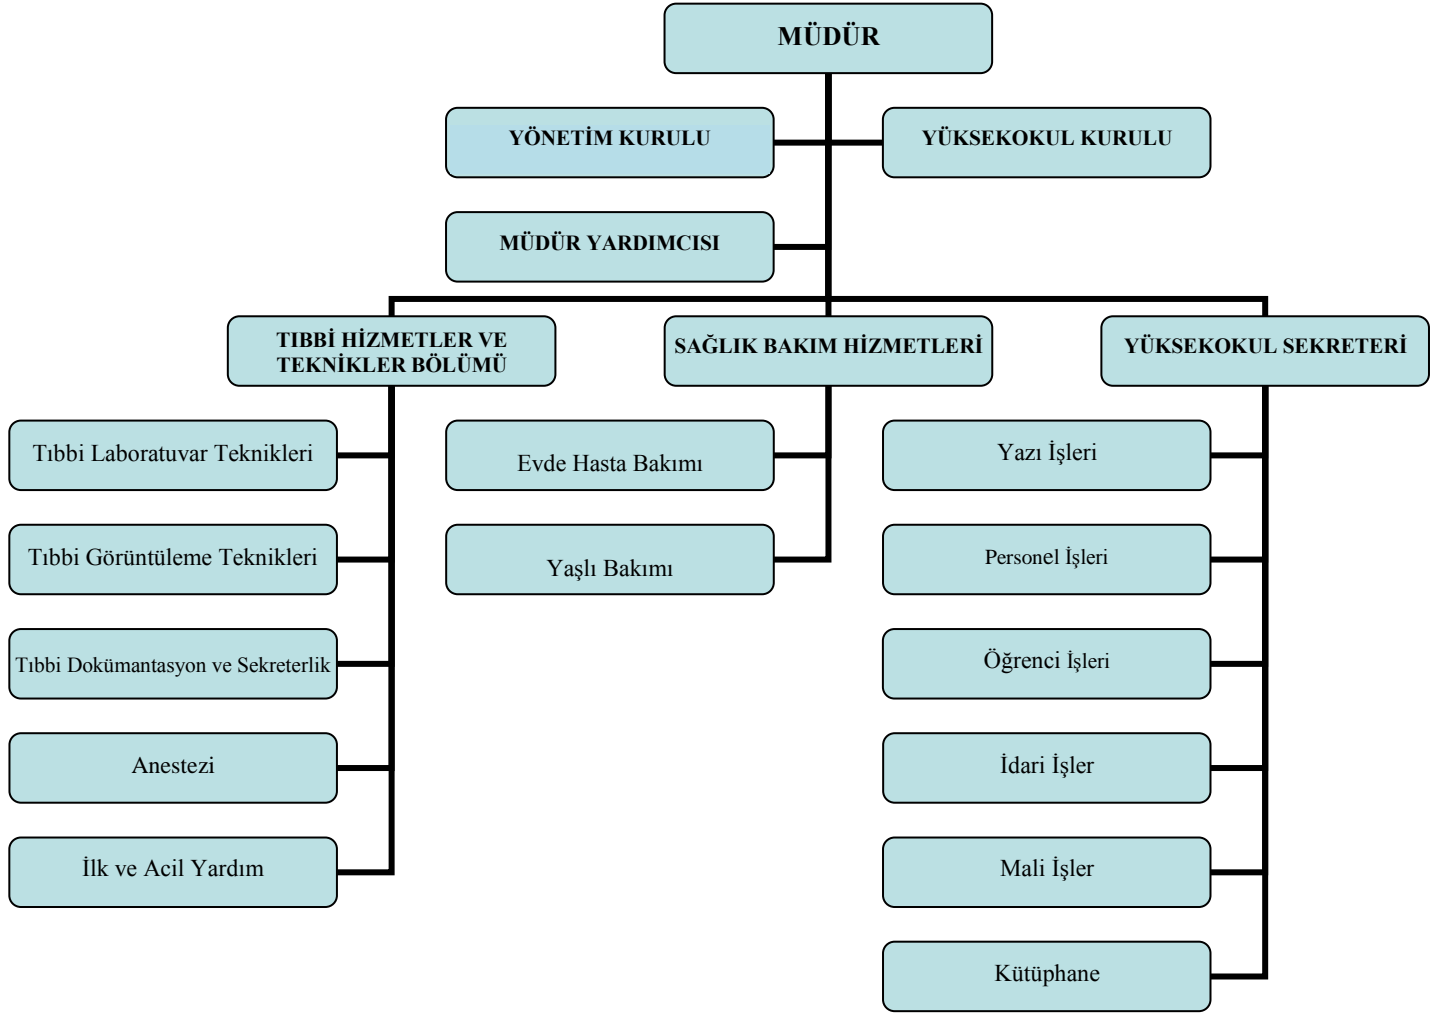 MÜDÜR
YÖNETİM KURULU
YÜKSEKOKUL KURULU
MÜDÜR YARDIMCISI
TIBBİ HİZMETLER VE
TEKNİKLER BÖLÜMÜ
SAĞLIK BAKIM HİZMETLERİ
YÜKSEKOKUL SEKRETERİ
Tıbbi Laboratuvar Teknikleri
Tıbbi Görüntüleme Teknikleri
Tıbbi Dokümantasyon ve Sekreterlik
Anestezi
İlk ve Acil Yardım
Evde Hasta Bakımı
Yaşlı Bakımı
Yazı İşleri
Personel İşleri
Öğrenci İşleri
İdari İşler
Mali İşler
Kütüphane